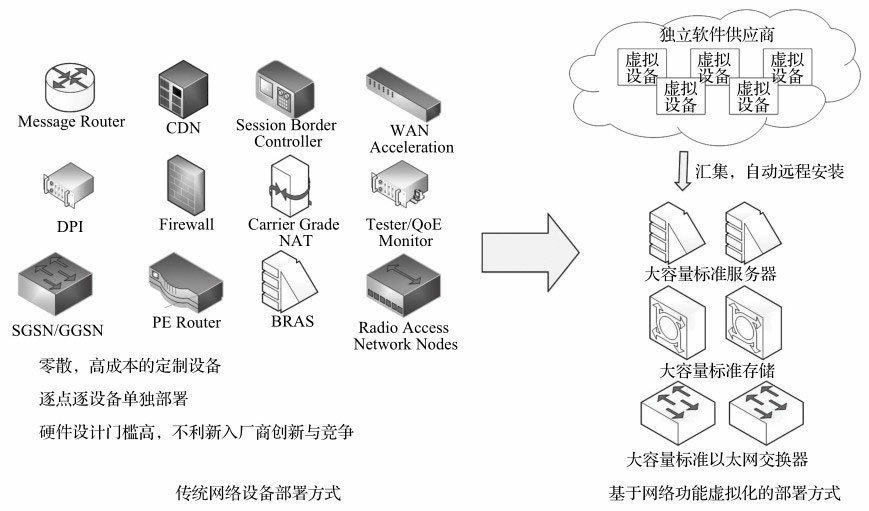 Message Router
CDN
Session Border
Controller
WAN
Acceleration
DPI
Firewall
Carrier Grade
NAT
Tester/QoE
Monitor
SGSN/GGSN
PE Router
BRAS
Radio Access
Network Nodes
零散，高成本的定制设备
逐点逐设备单独部署
硬件设计门槛高，不利新入厂商创新与竞争
传统网络设备部署方式
独立软件供应商
虚拟
设备
虚拟
设备
虚拟
设备
虚拟
设备
虚拟
设备
汇集，自动远程安装
大容量标准服务器
大容量标准存储
大容量标准以太网交换器
基于网络功能虚拟化的部署方式